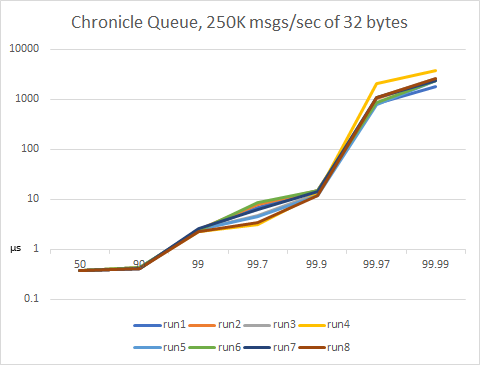 Chronicle Queue, 250K msgs/sec of 32 bytes
10000
1000
100
10
µs 1
50 90 99 99.7 99.9 99.97 99.99
0.1
run1 run2 run3 run4
run5 run6 run7 run8